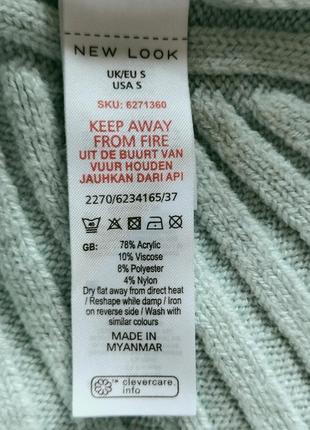 NEW LOOK
UK/EU S
USA S
SKU: 6271360
KEEP AWAY
FROM FIRE
UIT DE BUURT VAN
VUUR HOUDEN
JAUHKAN DARI API
2270/6234165/37
GB: 78% Acrylic
10% Viscose
8% Polyester
4% Nylon
Dry flat away from direct heat
/ Reshape while damp / Iron
on reverse side / Wash with
similar colours
MADE IN
MYANMAR
™ clevercare.
info